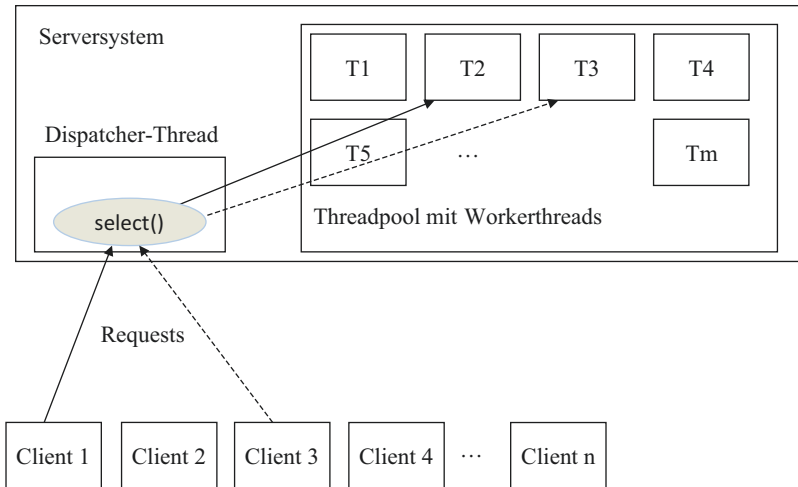 Serversystem
T1
T2
T3
T4
Dispatcher-Thread
T5
...
Tm
select()
Threadpool mit Workerthreads
Requests
Client 1
Client 2
Client 3
Client 4
...
Client n